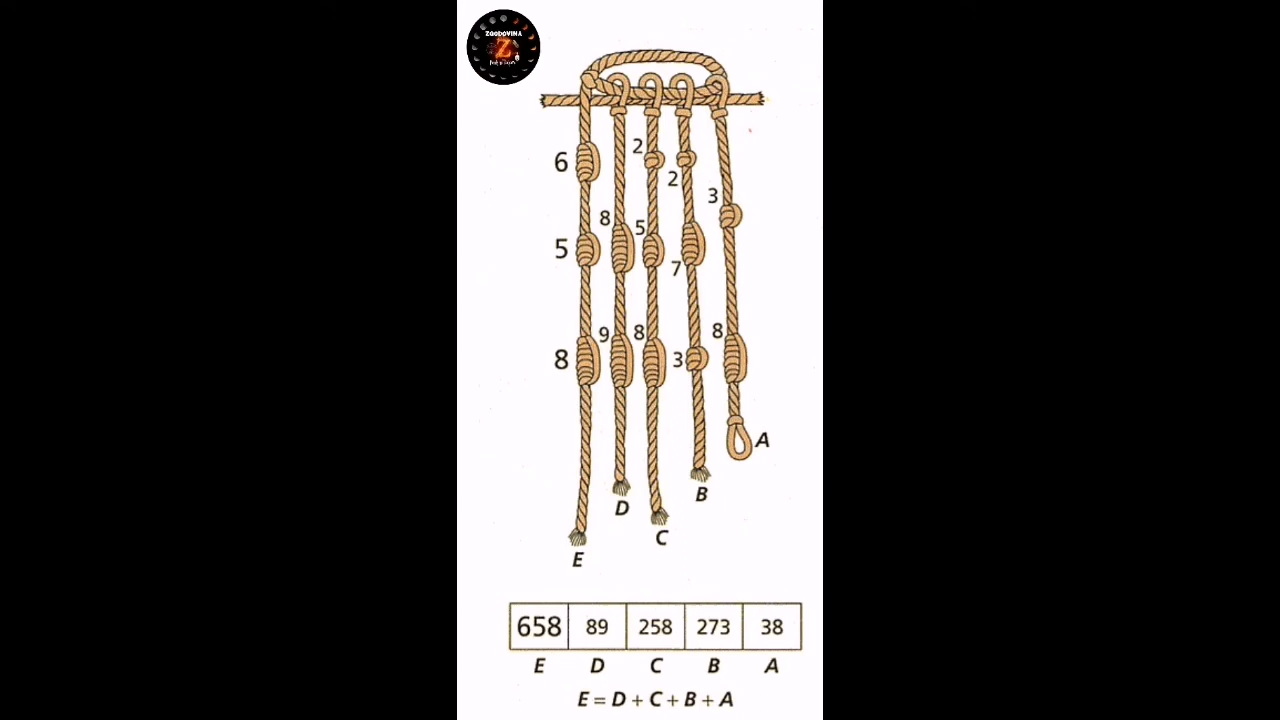 ZGODOVINA
Z
6
2
2
3
8
5
5
7
9
8
8
3
8
A
B
D
C
E
658 89 258 273 38
E D C B A
E = D + C + B + A